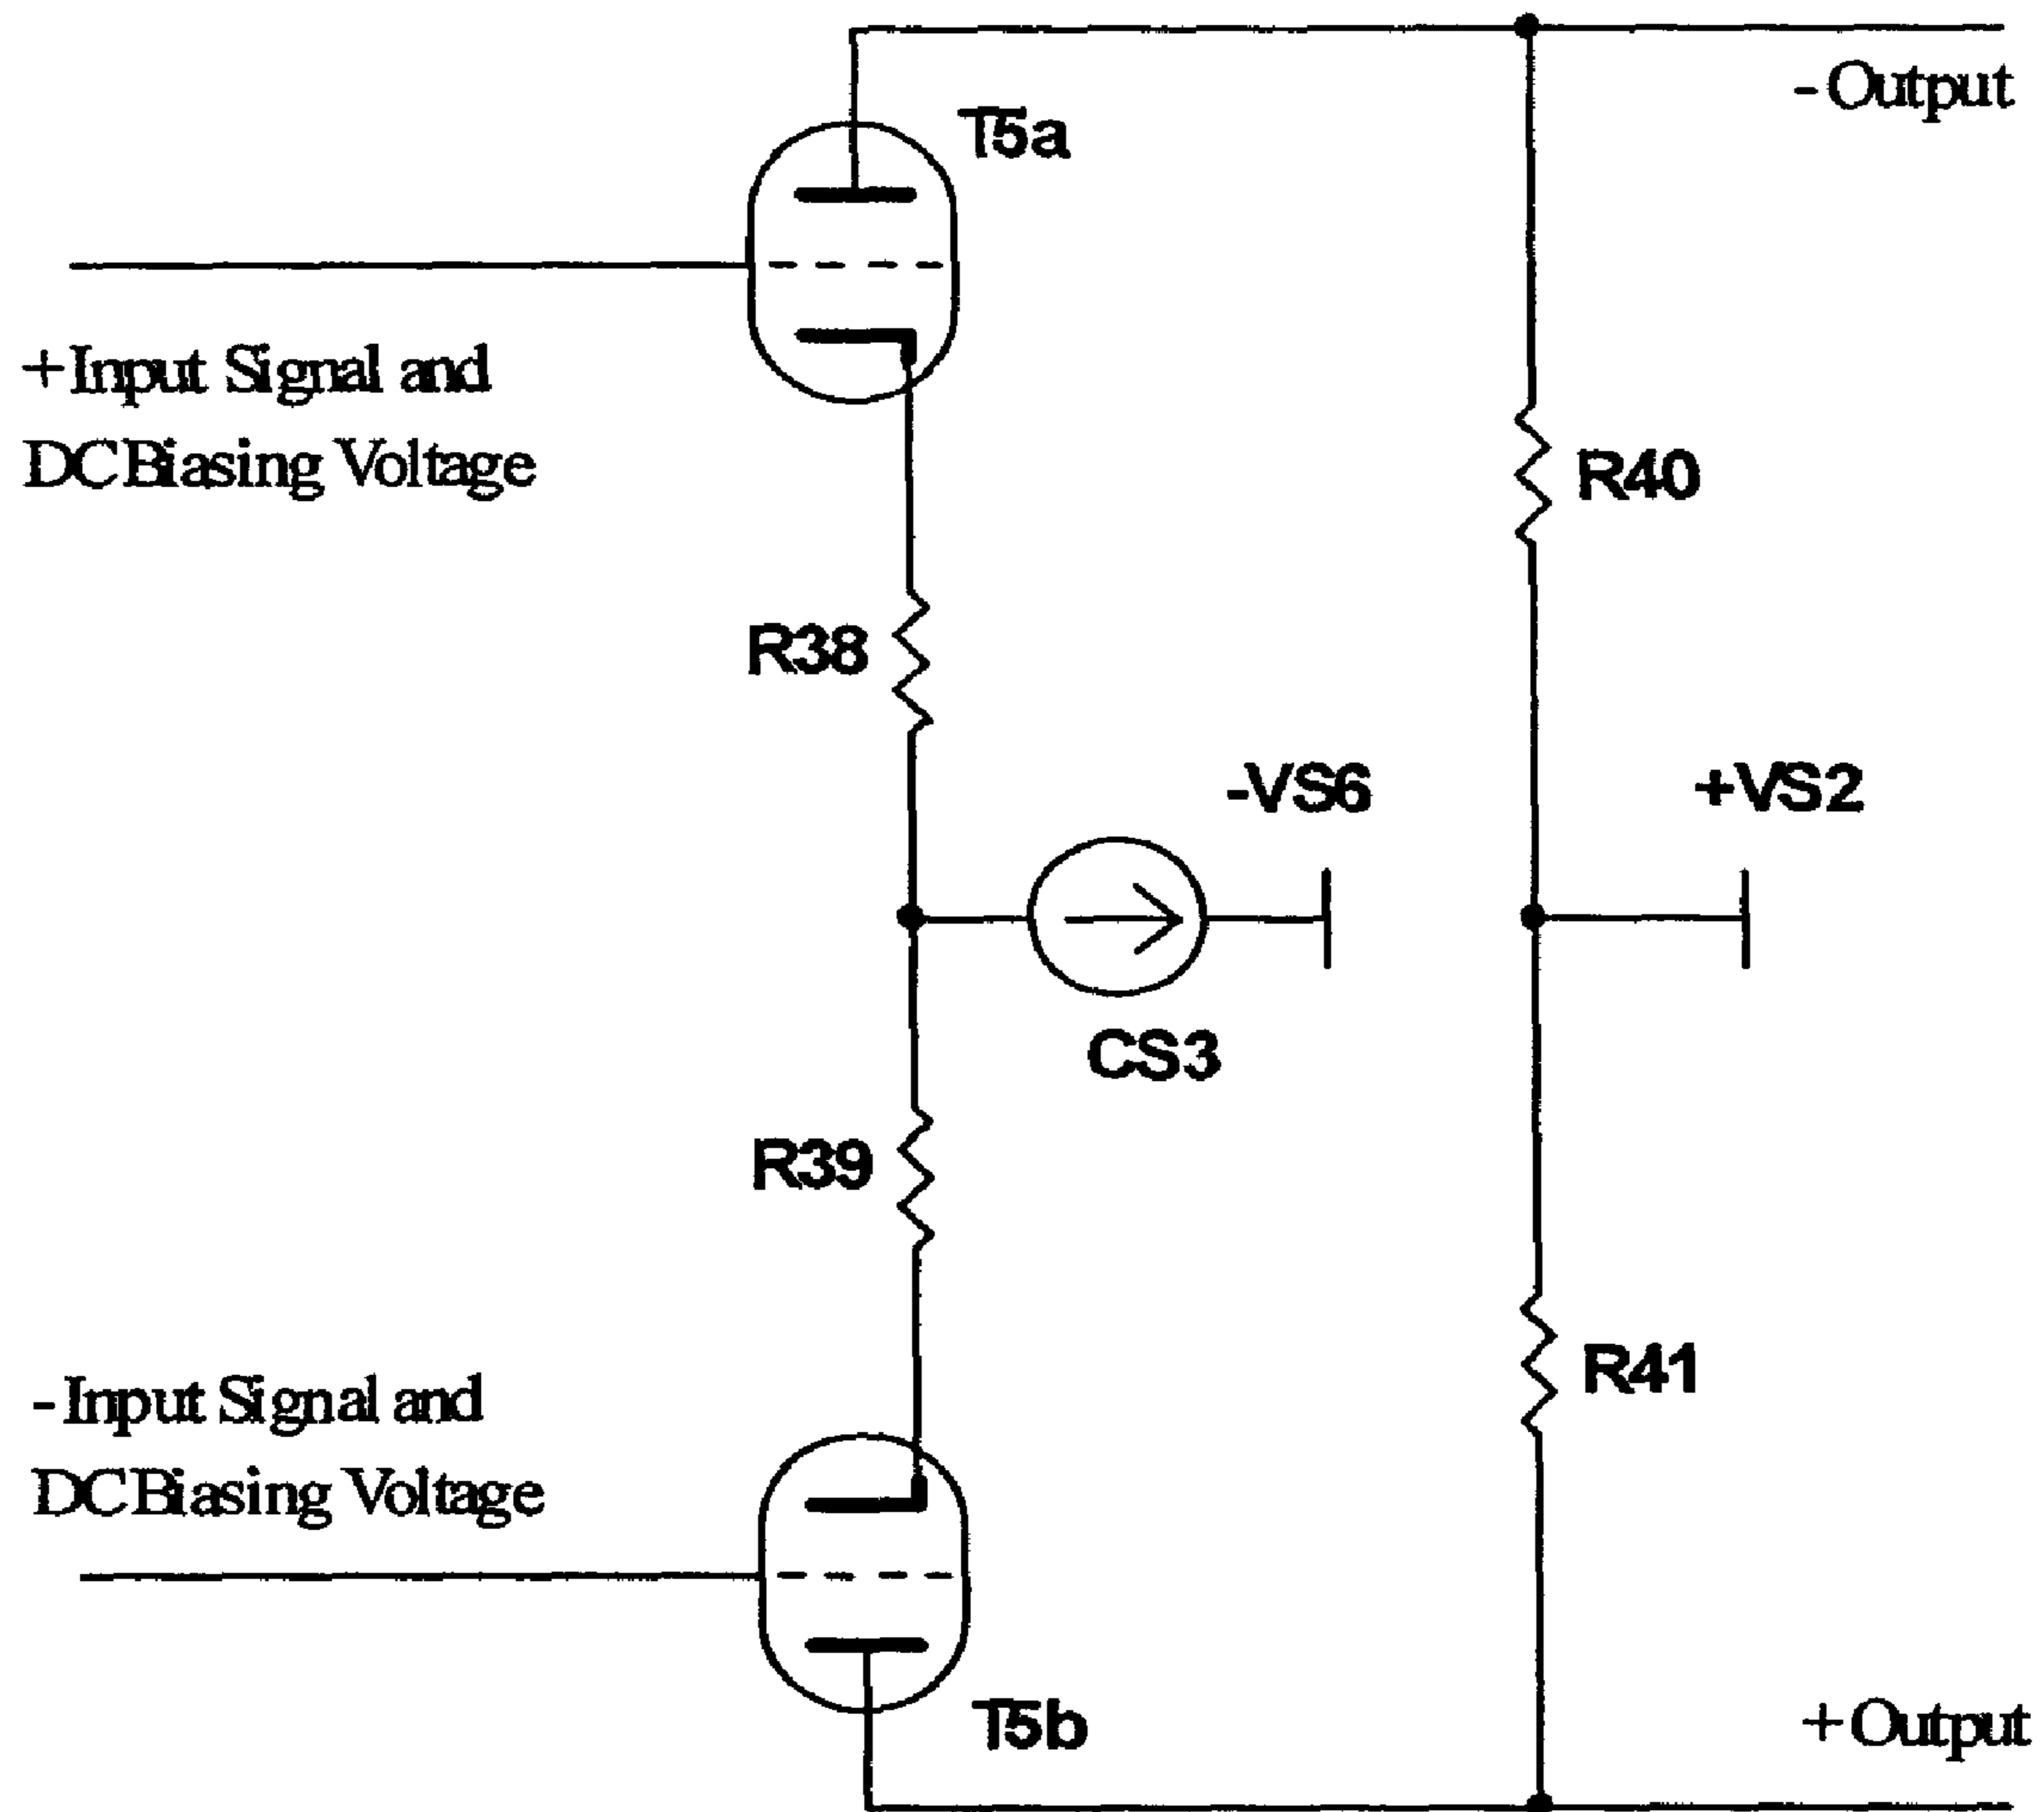 - Output
T5a
+Input Signal and
DC Biasing Voltage
R40
R38
-VS6
+VS2
CS3
R39
R41
- Input Signal and
DC Biasing Voltage
T5b
+Output